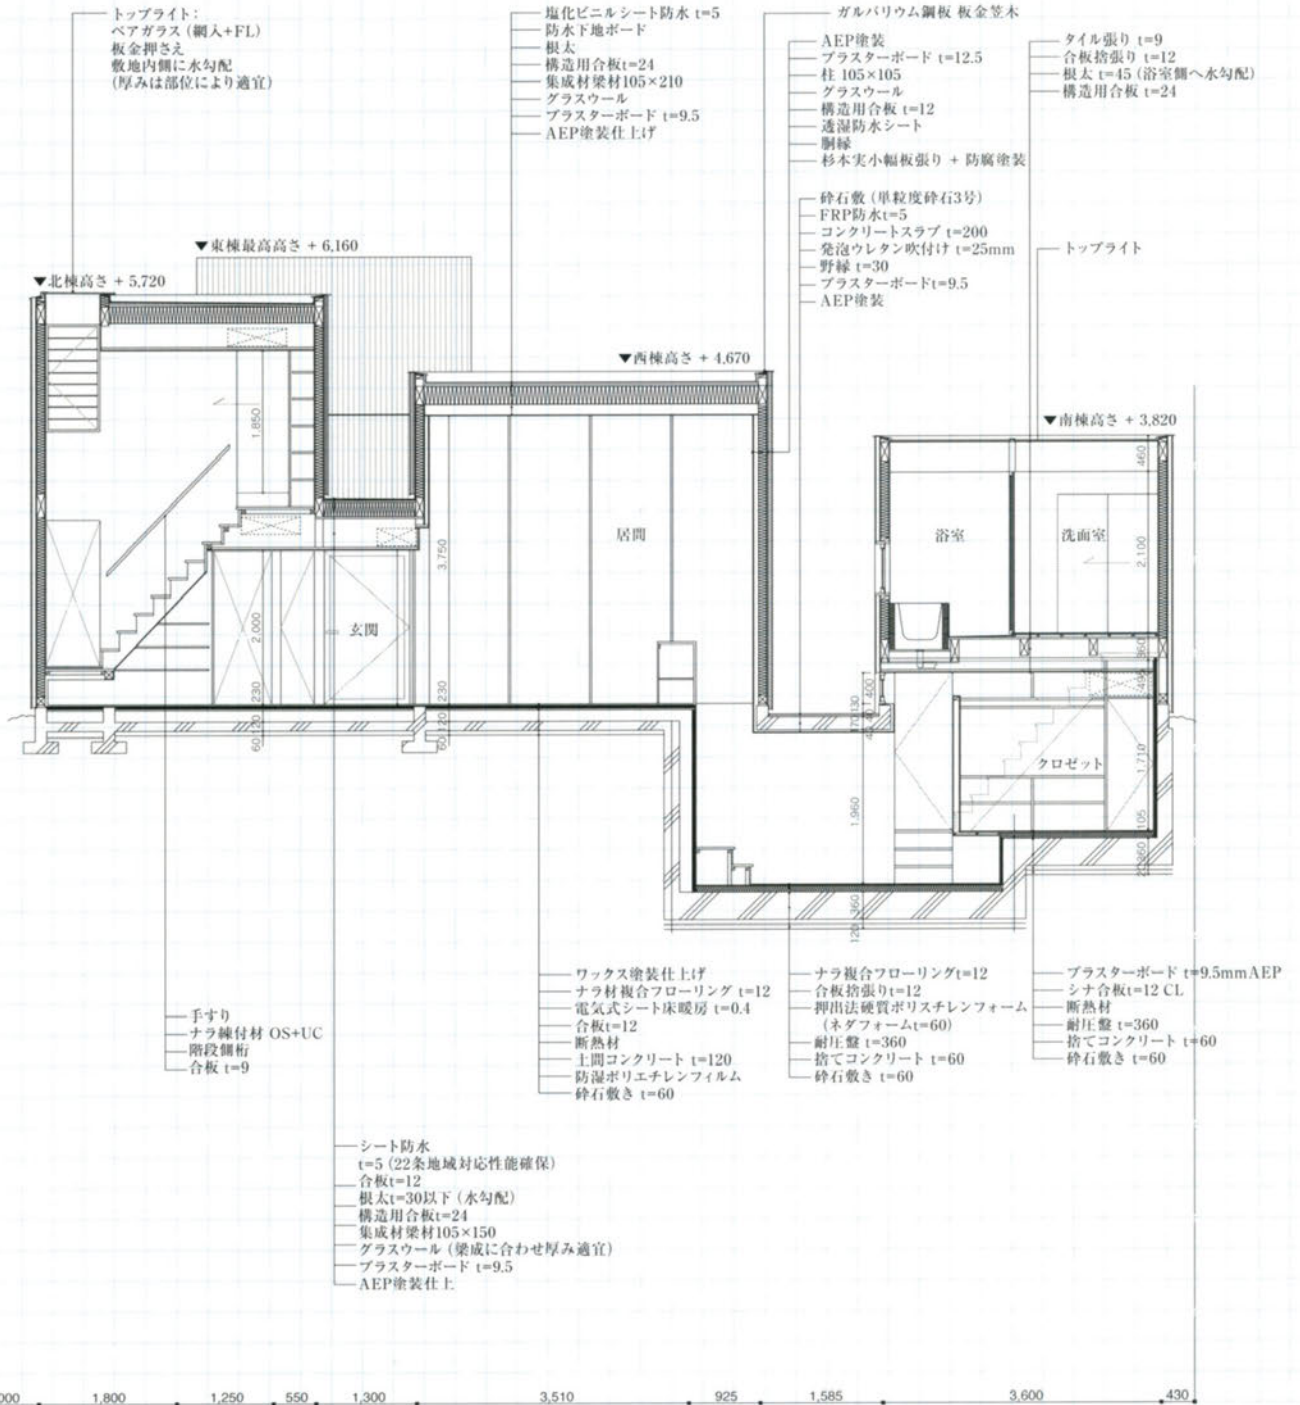 トップライト：
ペアガラス（網入+FL）
板金押さえ
敷地内側に水勾配
（厚みは部位により適宜）
塩化ビニルシート防水 t=5
防水下地ボード
根太
構造用合板t=24
集成材梁材105×210
グラスウール
プラスターボード t=9.5
AEP塗装仕上げ
ガルバリウム鋼板 板金笠木
AEP塗装
プラスターボード t=12.5
柱 105×105
グラスウール
構造用合板 t=12
透湿防水シート
胴縁
杉本実小幅板張り + 防腐塗装
タイル張り t=9
合板捨張り t=12
根太 t=45（浴室側へ水勾配）
構造用合板 t=24
砕石敷（単粒度砕石3号）
FRP防水t=5
コンクリートスラブ t=200
発泡ウレタン吹付け t=25mm
野縁 t=30
プラスターボードt=9.5
AEP塗装
トップライト
▼東棟最高高さ + 6,160
▼北棟高さ + 5,720
▼西棟高さ + 4,670
▼南棟高さ + 3,820
1,850
460
居間
浴室
洗面室
3,750
2,100
2,000
玄関
360
230
230
400
130
120
120
60
60
クロゼット
1,710
1,960
105
360
360
120
ワックス塗装仕上げ
ナラ材複合フローリング t=12
電気式シート床暖房 t=0.4
合板t=12
断熱材
土間コンクリート t=120
防湿ポリエチレンフィルム
砕石敷き t=60
ナラ複合フローリングt=12
合板捨張りt=12
押出法硬質ポリスチレンフォーム
（ネダフォームt=60）
耐圧盤 t=360
捨てコンクリート t=60
砕石敷き t=60
プラスターボード t=9.5mmAEP
シナ合板t=12 CL
断熱材
耐圧盤 t=360
捨てコンクリート t=60
砕石敷き t=60
手すり
ナラ練付材 OS+UC
階段側桁
合板 t=9
シート防水
t=5（22条地域対応性能確保）
合板t=12
根太t=30以下（水勾配）
構造用合板t=24
集成材梁材105×150
グラスウール（梁成に合わせ厚み適宜）
プラスターボード t=9.5
AEP塗装仕上
1,800 1,250 550 1,300 3,510 925 1,585 3,600 430